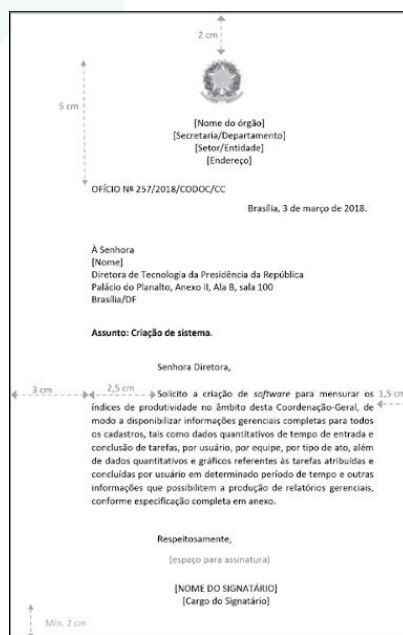 2 cm
5 cm
[Nome do órgão]
[Secretaria/Departamento]
[Setor/Entidade]
[Endereço]
OFÍCIO Nº 257/2018/CODOC/CC
Brasília, 3 de março de 2018.
À Senhora
[Nome]
Diretora de Tecnologia da Presidência da República
Palácio do Planalto, Anexo II, Ala B, sala 100
Brasília/DF
Assunto: Criação de sistema.
Senhora Diretora,
3 cm 2,5 cm Solicito a criação de software para mensurar os 1,5 cm
índices de produtividade no âmbito desta Coordenação-Geral, de
modo a disponibilizar informações gerenciais completas para todos
os cadastros, tais como dados quantitativos de tempo de entrada e
conclusão de tarefas, por usuário, por equipe, por tipo de ato, além
de dados quantitativos e gráficos referentes às tarefas atribuídas e
concluídas por usuário em determinado período de tempo e outras
informações que possibilitem a produção de relatórios gerenciais,
conforme especificação completa em anexo.
Respeitosamente,
(espaço para assinatura)
[NOME DO SIGNATÁRIO]
[Cargo do Signatário]
Mín. 2 cm